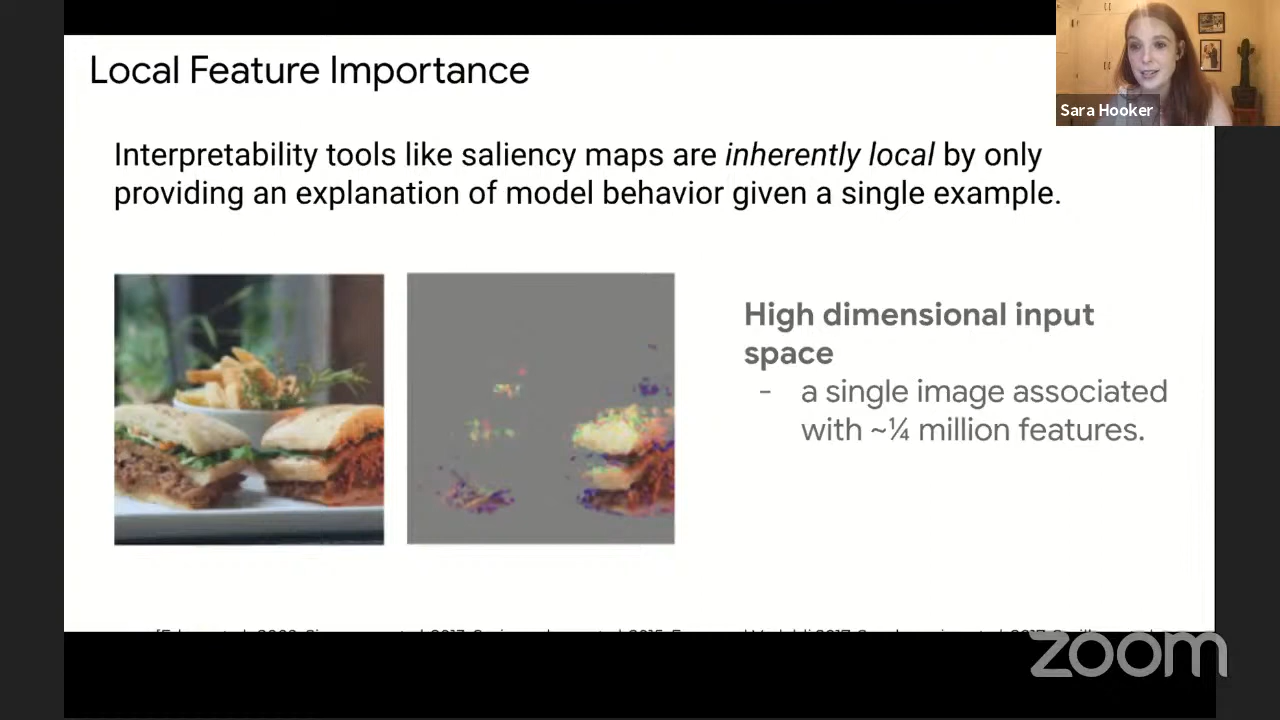 Local Feature Importance
Sara Hooker
Interpretability tools like saliency maps are inherently local by only
providing an explanation of model behavior given a single example.
High dimensional input
space
- a single image associated
with ~¼ million features.
zoom